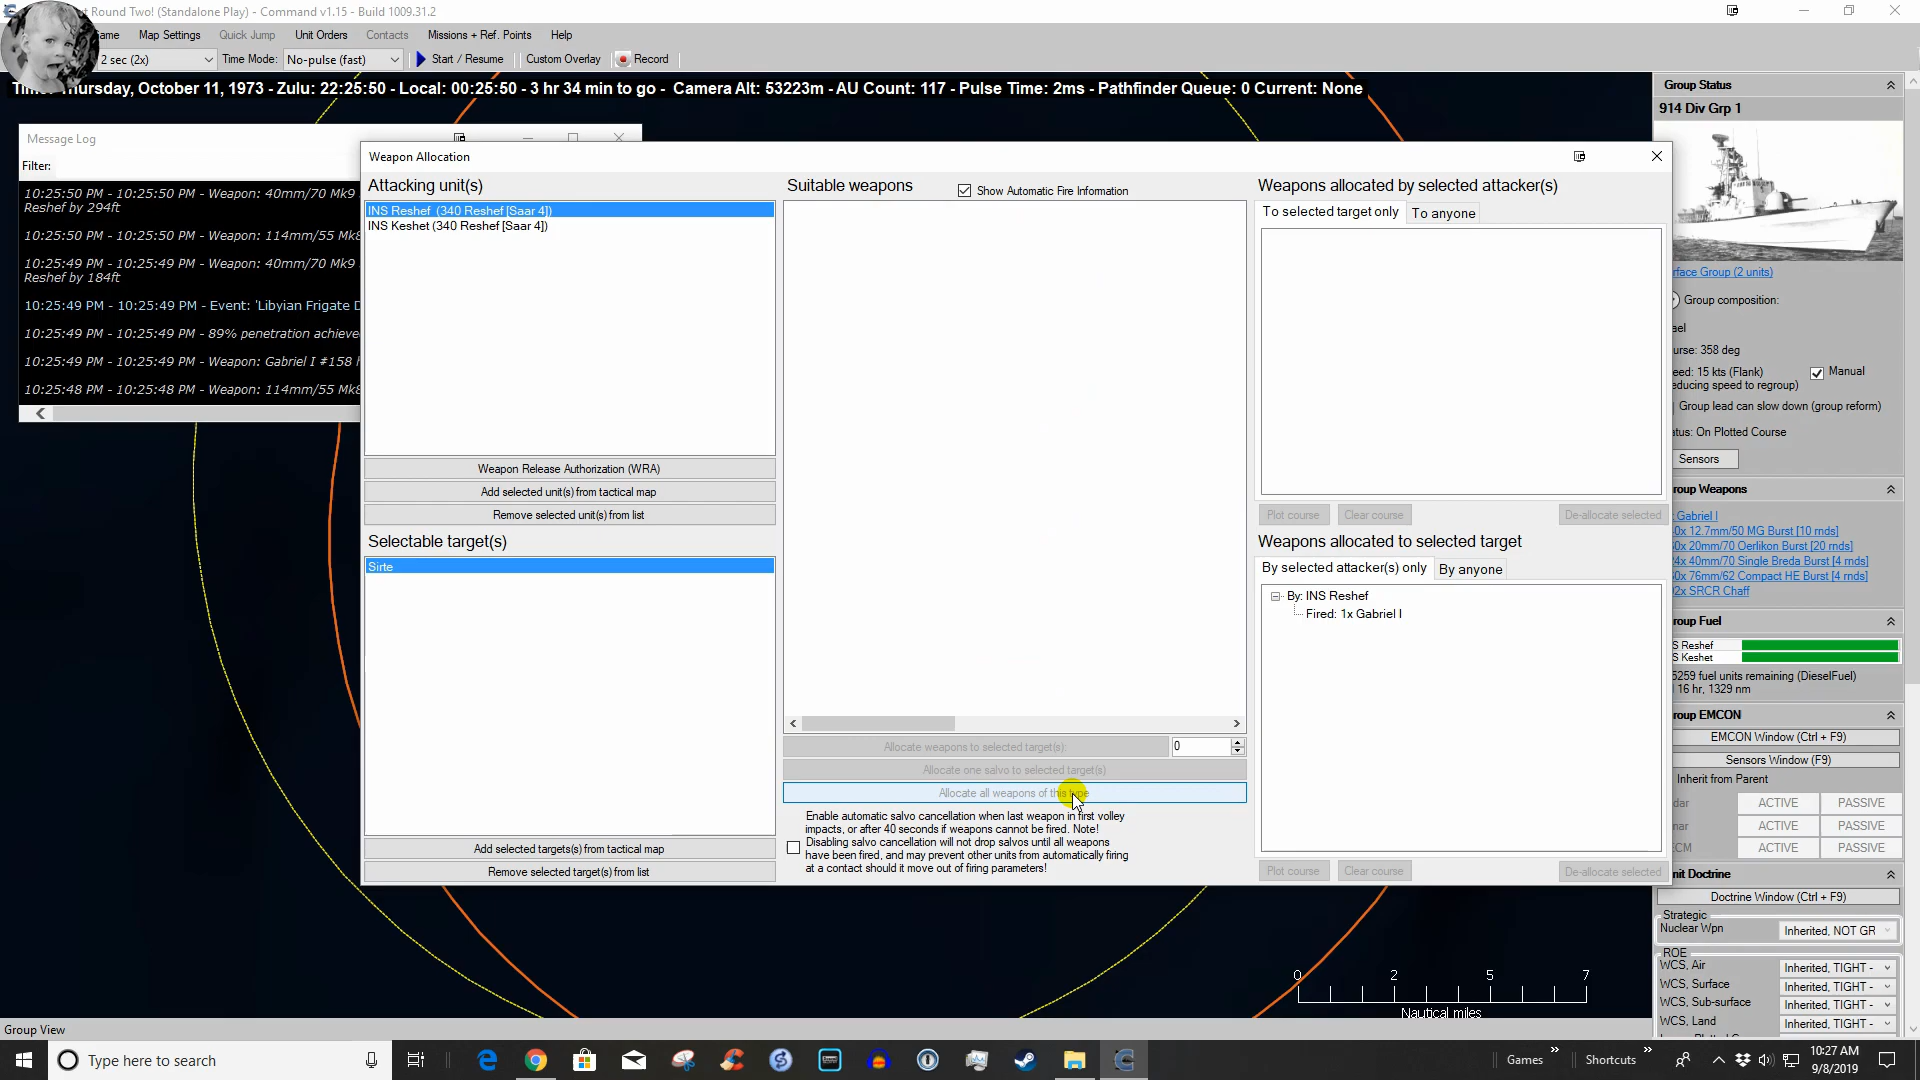 t Round Two! (Standalone Play) - Command v1.15 - Build 1009.31.2
ame Map Settings Quick Jump Unit Orders Contacts Missions + Ref. Points Help
2 sec (2x) Time Mode: No-pulse (fast) Start / Resume Custom Overlay Record
Time: Thursday, October 11, 1973 - Zulu: 22:25:50 - Local: 00:25:50 - 3 hr 34 min to go - Camera Alt: 53223m - AU Count: 117 - Pulse Time: 2ms - Pathfinder Queue: 0 Current: None
Message Log
Filter:
10:25:50 PM - 10:25:50 PM - Weapon: 40mm/70 Mk9
Reshef by 294ft
10:25:50 PM - 10:25:50 PM - Weapon: 114mm/55 Mk8
10:25:49 PM - 10:25:49 PM - Weapon: 40mm/70 Mk9
Reshef by 184ft
10:25:49 PM - 10:25:49 PM - Event: 'Libyian Frigate D
10:25:49 PM - 10:25:49 PM - 89% penetration achieve
10:25:49 PM - 10:25:49 PM - Weapon: Gabriel I #158 h
10:25:48 PM - 10:25:48 PM - Weapon: 114mm/55 Mk8
Weapon Allocation
Attacking unit(s)
INS Reshef (340 Reshef [Saar 4])
INS Keshet (340 Reshef [Saar 4])
Weapon Release Authorization (WRA)
Add selected unit(s) from tactical map
Remove selected unit(s) from list
Selectable target(s)
Sirte
Add selected targets(s) from tactical map
Remove selected target(s) from list
Suitable weapons
Show Automatic Fire Information
Allocate weapons to selected target(s): 0
Allocate one salvo to selected target(s)
Allocate all weapons of this type
Enable automatic salvo cancellation when last weapon in first volley
impacts, or after 40 seconds if weapons cannot be fired. Note!
Disabling salvo cancellation will not drop salvos until all weapons
have been fired, and may prevent other units from automatically firing
at a contact should it move out of firing parameters!
Weapons allocated by selected attacker(s)
To selected target only To anyone
Plot course Clear course De-allocate selected
Weapons allocated to selected target
By selected attacker(s) only By anyone
By: INS Reshef
Fired: 1x Gabriel I
Plot course Clear course De-allocate selected
Group Status
914 Div Grp 1
rface Group (2 units)
Group composition:
ael
urse: 358 deg
eed: 15 kts (Flank)
educing speed to regroup)
Manual
Group lead can slow down (group reform)
atus: On Plotted Course
Sensors
roup Weapons
Gabriel I
0x 12.7mm/50 MG Burst [10 rnds]
0x 20mm/70 Oerlikon Burst [20 rnds]
24x 40mm/70 Single Breda Burst [4 rnds]
0x 76mm/62 Compact HE Burst [4 rnds]
2x SRCR Chaff
roup Fuel
S Reshef
S Keshet
5259 fuel units remaining (DieselFuel)
16 hr, 1329 nm
roup EMCON
EMCON Window (Ctrl + F9)
Sensors Window (F9)
Inherit from Parent
dar ACTIVE PASSIVE
nar ACTIVE PASSIVE
CM ACTIVE PASSIVE
nit Doctrine
Doctrine Window (Ctrl + F9)
Strategic
Nuclear Wpn Inherited, NOT GR
ROE
WCS, Air Inherited, TIGHT -
WCS, Surface Inherited, TIGHT -
WCS, Sub-surface Inherited, TIGHT -
WCS, Land Inherited, TIGHT -
0 2 5 7
Nautical miles
Group View
Type here to search
Games Shortcuts
10:27 AM
9/8/2019